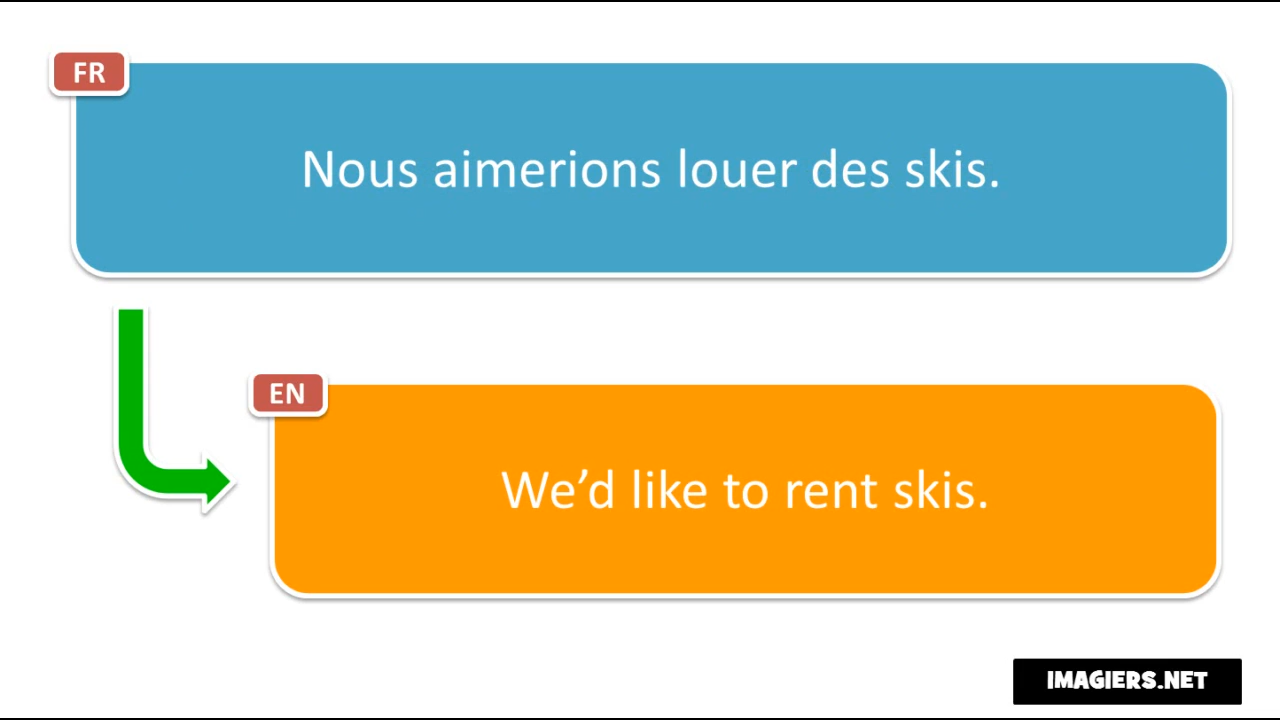 FR
Nous aimerions louer des skis.
EN
We’d like to rent skis.
IMAGIERS.NET